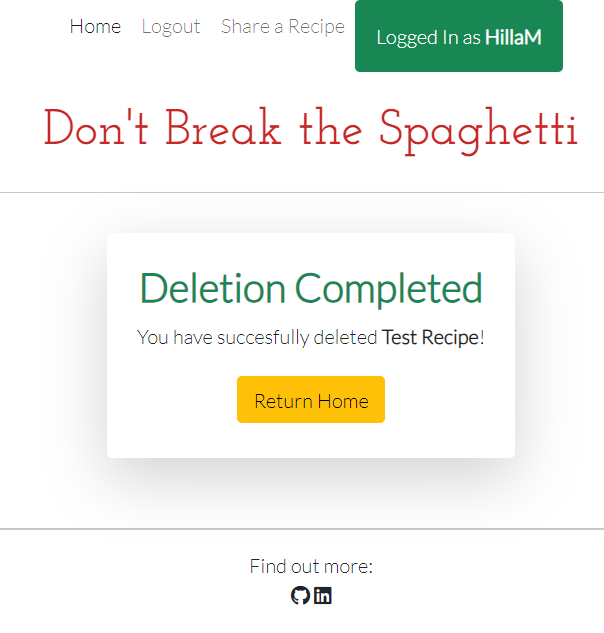 Home Logout Share a Recipe Logged In as HillaM
Don't Break the Spaghetti
Deletion Completed
You have succesfully deleted Test Recipe!
Return Home
Find out more: